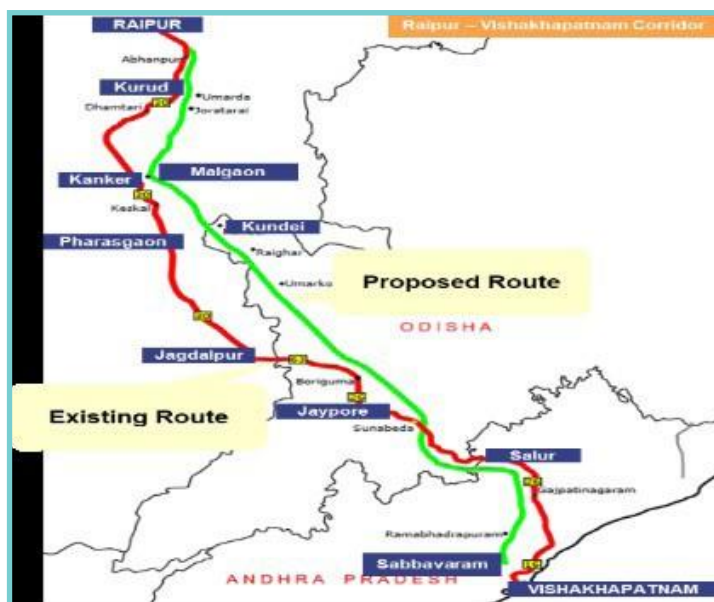 RAIPUR
Raipur – Vishakhapatnam Corridor
Abhanpur
Kurud
Umarda
Dhamtari
Joratarai
Kanker
Malgaon
Keskal
Kundei
Pharasgaon
Raighar
Umarko
Proposed Route
ODISHA
Jagdalpur
Boriguma
Existing Route
Jaypore
Sunabeda
Salur
Gajpatinagaram
Ramabhadrapuram
Sabbavaram
ANDHRA PRADESH
VISHAKHAPATNAM